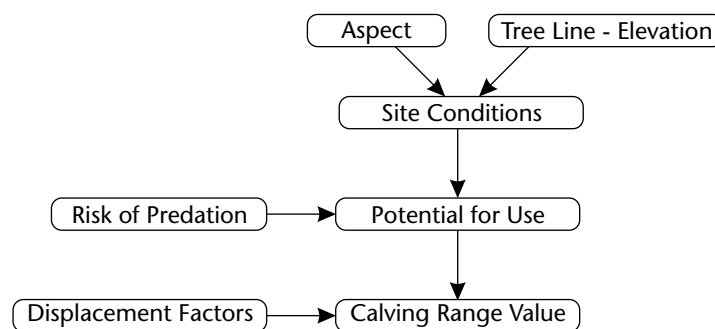 Aspect
Tree Line - Elevation
Site Conditions
Risk of Predation
Potential for Use
Displacement Factors
Calving Range Value